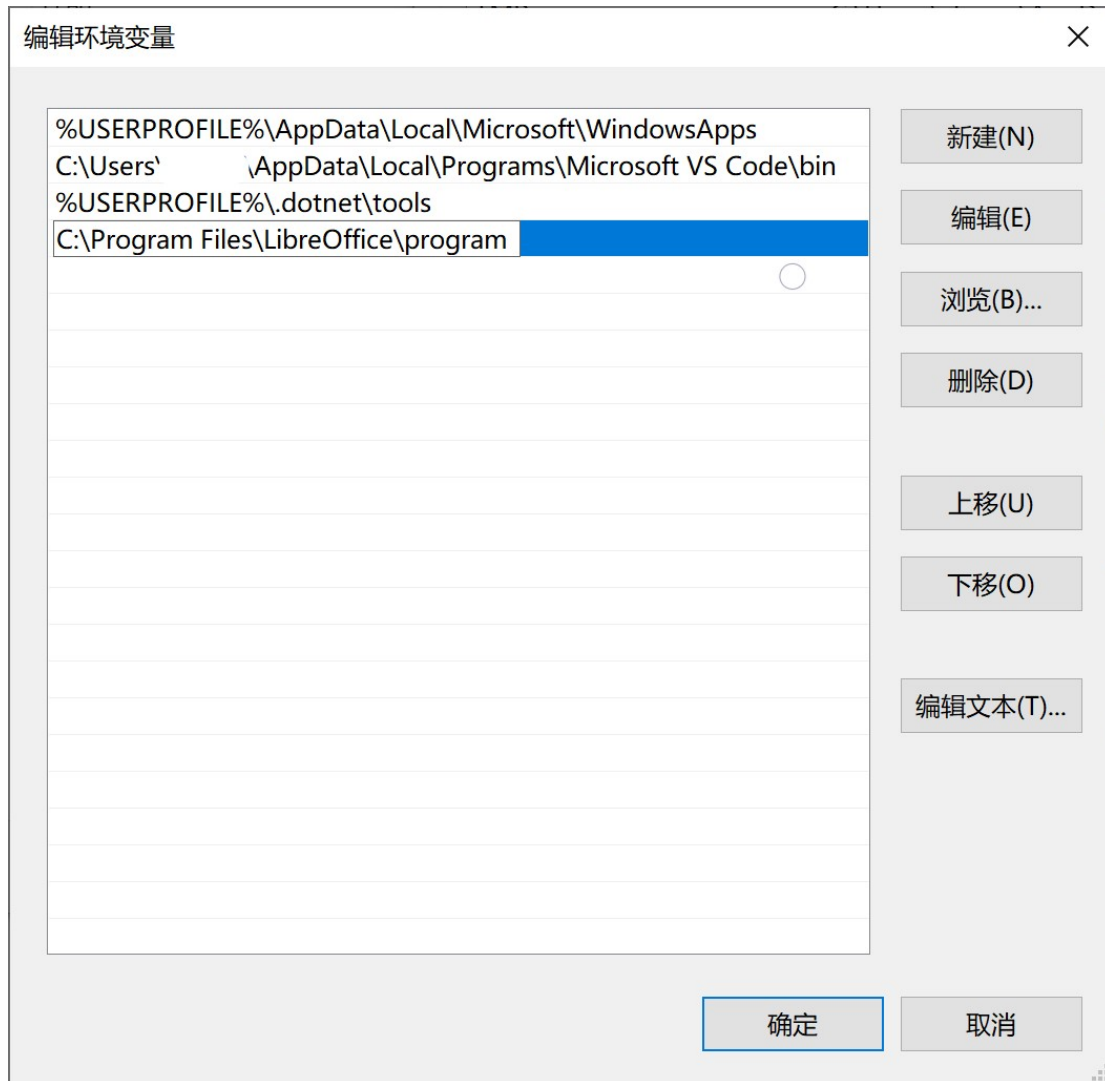 编辑环境变量
%USERPROFILE%\AppData\Local\Microsoft\WindowsApps
新建(N)
C:\Users\ \AppData\Local\Programs\Microsoft VS Code\bin
%USERPROFILE%\.dotnet\tools
编辑(E)
C:\Program Files\LibreOffice\program
浏览(B)...
删除(D)
上移(U)
下移(O)
编辑文本(T)...
确定
取消